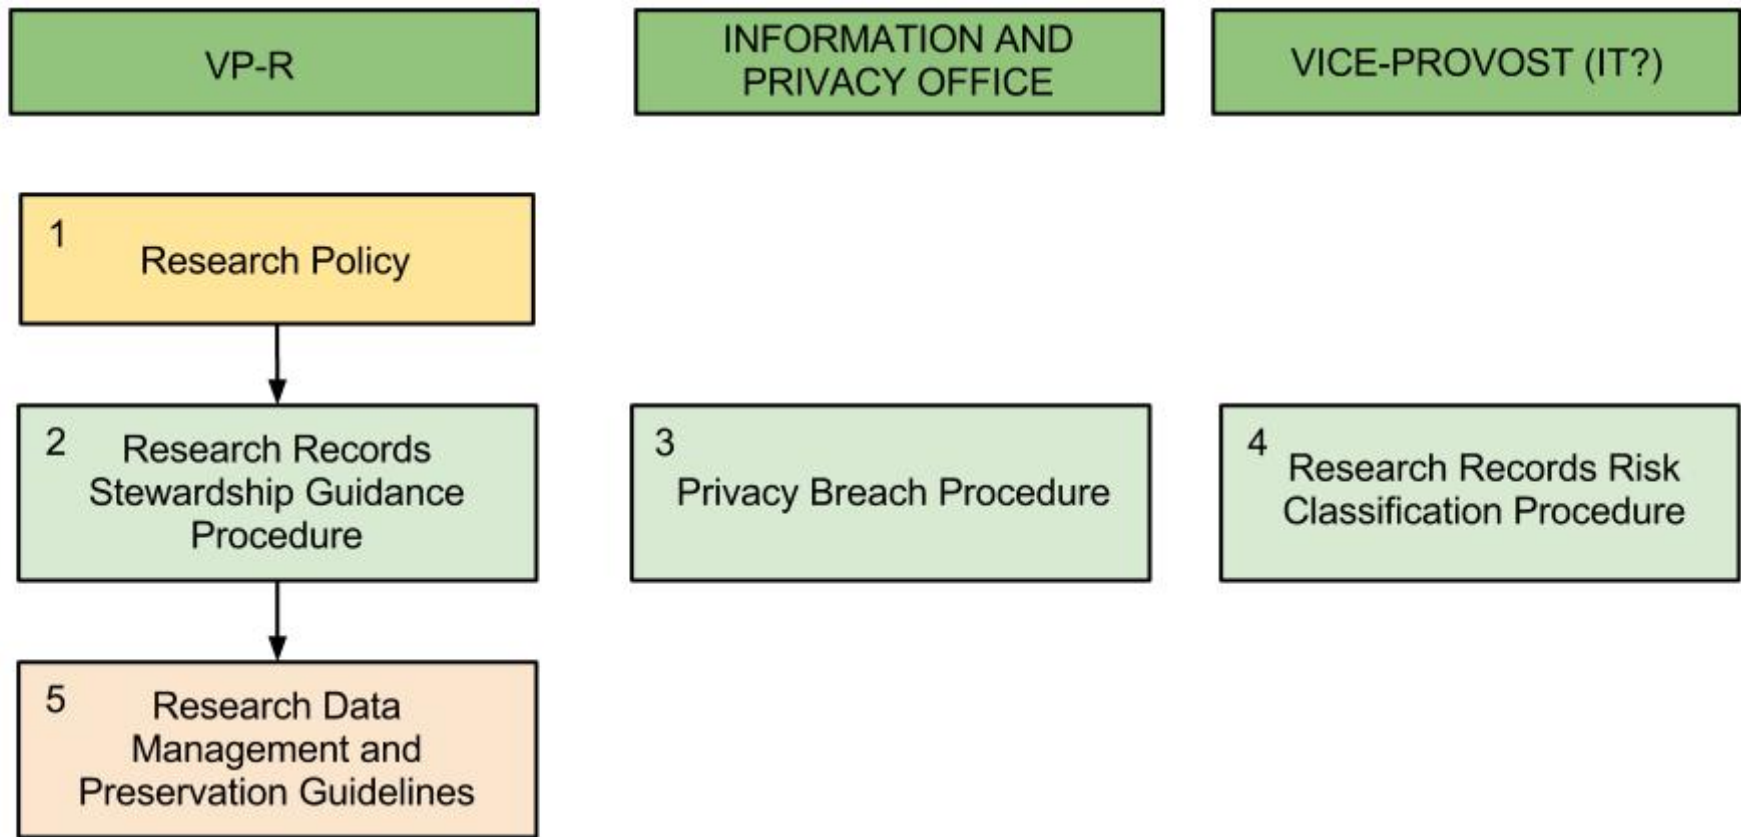 VP-R
INFORMATION AND
PRIVACY OFFICE
VICE-PROVOST (IT?)
1
Research Policy
2
Research Records
Stewardship Guidance
Procedure
3
Privacy Breach Procedure
4
Research Records Risk
Classification Procedure
5
Research Data
Management and
Preservation Guidelines